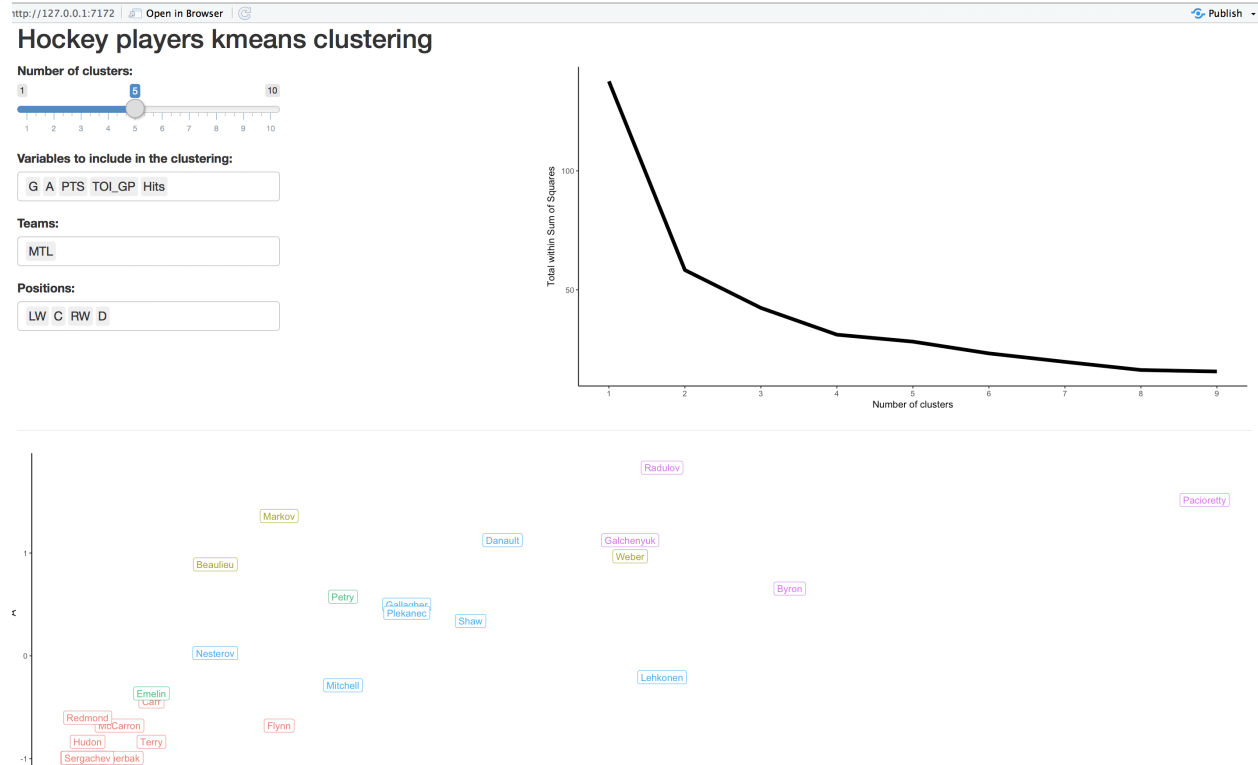 http://127.0.0.1:7172 Open in Browser Publish
Hockey players kmeans clustering
Number of clusters:
1 5 10
1 2 3 4 5 6 7 8 9 10
Variables to include in the clustering:
G A PTS TOI_GP Hits
Teams:
MTL
Positions:
LW C RW D
Total within Sum of Squares
100
50
1 2 3 4 5 6 7 8 9
Number of clusters
Radulov
Pacioretty
Markov
Danault
Galchenyuk
1
Weber
Beaulieu
Byron
Petry
Gallagher
Plekanec
Shaw
Nesterov
0
Lehkonen
Mitchell
Emelin
Carr
Redmond
McCarron
Flynn
Hudon
Terry
-1
Sergachev